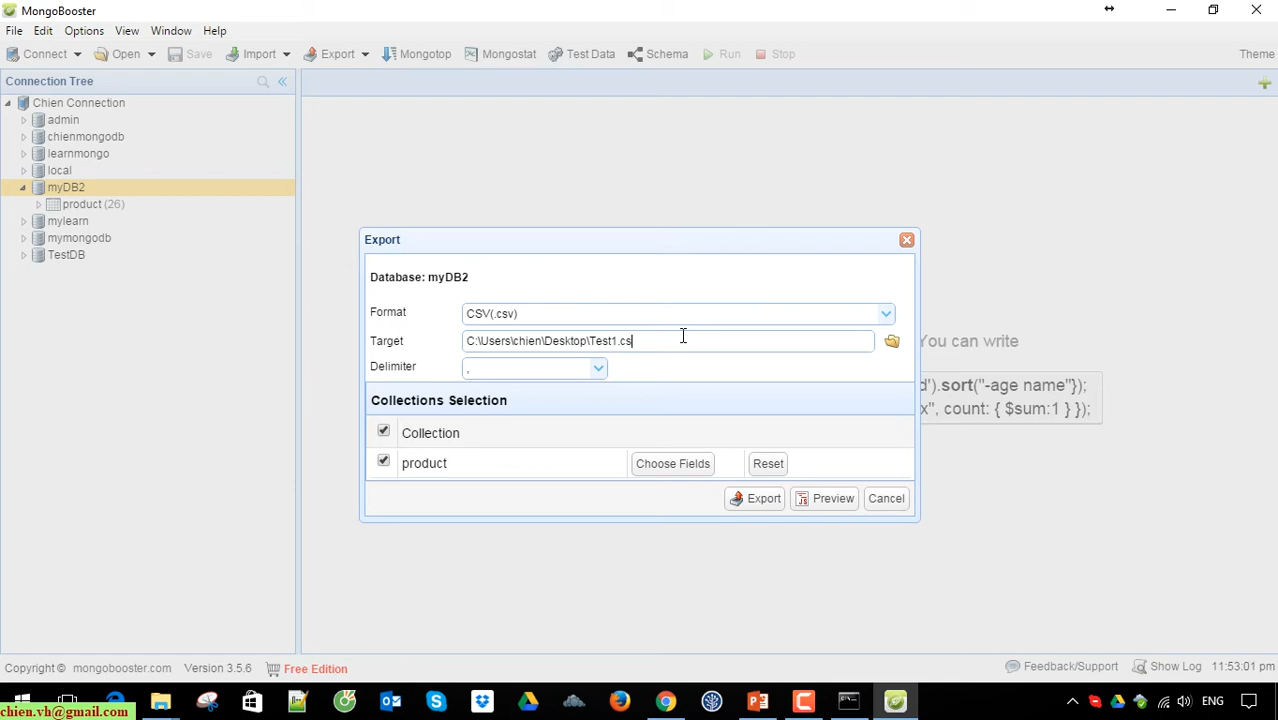 MongoBooster
File Edit Options View Window Help
Connect Open Save Import Export Mongotop Mongostat Test Data Schema Run Stop Theme
Connection Tree
Chien Connection
admin
chienmongodb
learnmongo
local
myDB2
product (26)
mylearn
mymongodb
TestDB
Export
Database: myDB2
Format CSV(.csv)
Target C:\Users\chien\Desktop\Test1.cs
Delimiter ,
Collections Selection
Collection
product Choose Fields Reset
Export Preview Cancel
You can write
d').sort("-age name"});
x", count: { $sum:1 } });
Copyright © mongobooster.com Version 3.5.6 Free Edition Feedback/Support Show Log 11:53:01 pm
ENG
chien.vh@gmail.com